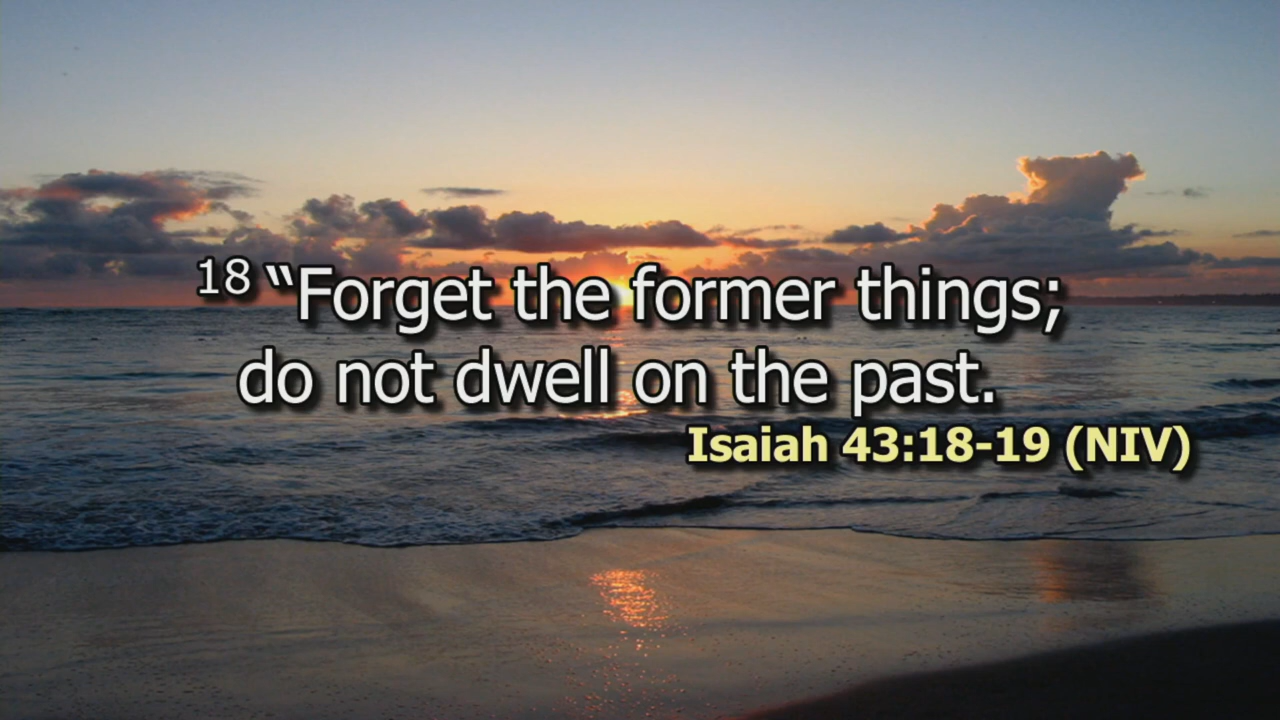 18 “Forget the former things;
do not dwell on the past.
Isaiah 43:18-19 (NIV)